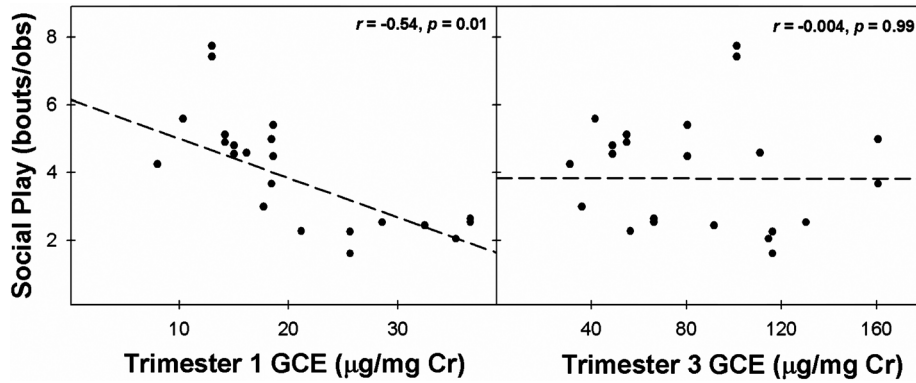 r = -0.54, p = 0.01
r = -0.004, p = 0.99
Social Play (bouts/obs)
8
6
4
2
10
20
30
40
80
120
160
Trimester 1 GCE (µg/mg Cr)
Trimester 3 GCE (µg/mg Cr)